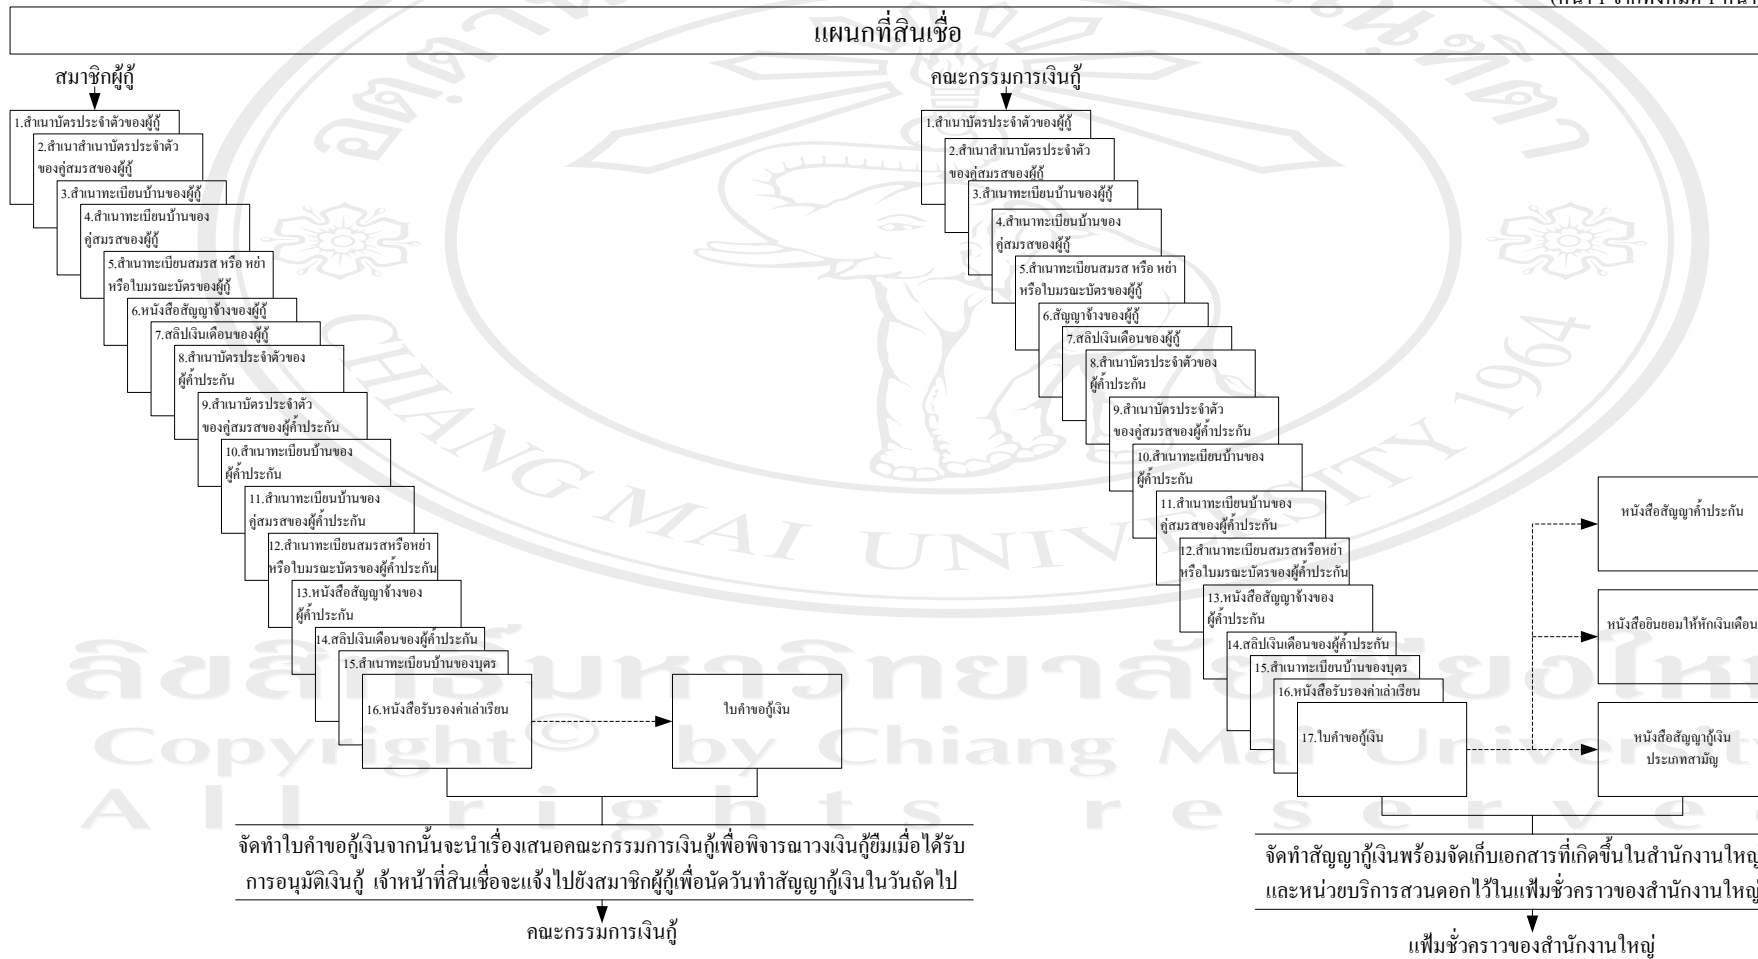 แผนกที่สินเชื่อ
สมาชิกผู้กู้
1.สำเนาบัตรประจำตัวของผู้กู้
2.สำเนาสำเนาบัตรประจำตัว
ของคู่สมรสของผู้กู้
3.สำเนาทะเบียนบ้านของผู้กู้
4.สำเนาทะเบียนบ้านของ
คู่สมรสของผู้กู้
5.สำเนาทะเบียนสมรส หรือ หย่า
หรือใบมรณะบัตรของผู้กู้
6.หนังสือสัญญาจ้างของผู้กู้
7.สลิปเงินเดือนของผู้กู้
8.สำเนาบัตรประจำตัวของ
ผู้ค้ำประกัน
9.สำเนาบัตรประจำตัว
ของคู่สมรสของผู้ค้ำประกัน
10.สำเนาทะเบียนบ้านของ
ผู้ค้ำประกัน
11.สำเนาทะเบียนบ้านของ
คู่สมรสของผู้ค้ำประกัน
12.สำเนาทะเบียนสมรสหรือหย่า
หรือใบมรณะบัตรของผู้ค้ำประกัน
13.หนังสือสัญญาจ้างของ
ผู้ค้ำประกัน
14.สลิปเงินเดือนของผู้ค้ำประกัน
15.สำเนาทะเบียนบ้านของบุตร
16.หนังสือรับรองค่าเล่าเรียน
ใบคำขอกู้เงิน
จัดทำใบคำขอกู้เงินจากนั้นจะนำเรื่องเสนอคณะกรรมการเงินกู้เพื่อพิจารณาวงเงินกู้ยืมเมื่อได้รับ
การอนุมัติเงินกู้ เจ้าหน้าที่สินเชื่อจะแจ้งไปยังสมาชิกผู้กู้เพื่อนัดวันทำสัญญากู้เงินในวันถัดไป
คณะกรรมการเงินกู้
คณะกรรมการเงินกู้
1.สำเนาบัตรประจำตัวของผู้กู้
2.สำเนาสำเนาบัตรประจำตัว
ของคู่สมรสของผู้กู้
3.สำเนาทะเบียนบ้านของผู้กู้
4.สำเนาทะเบียนบ้านของ
คู่สมรสของผู้กู้
5.สำเนาทะเบียนสมรส หรือ หย่า
หรือใบมรณะบัตรของผู้กู้
6.สัญญาจ้างของผู้กู้
7.สลิปเงินเดือนของผู้กู้
8.สำเนาบัตรประจำตัวของ
ผู้ค้ำประกัน
9.สำเนาบัตรประจำตัว
ของคู่สมรสของผู้ค้ำประกัน
10.สำเนาทะเบียนบ้านของ
ผู้ค้ำประกัน
11.สำเนาทะเบียนบ้านของ
คู่สมรสของผู้ค้ำประกัน
12.สำเนาทะเบียนสมรสหรือหย่า
หรือใบมรณะบัตรของผู้ค้ำประกัน
13.หนังสือสัญญาจ้างของ
ผู้ค้ำประกัน
14.สลิปเงินเดือนของผู้ค้ำประกัน
15.สำเนาทะเบียนบ้านของบุตร
16.หนังสือรับรองค่าเล่าเรียน
17.ใบคำขอกู้เงิน
หนังสือสัญญาค้ำประกัน
หนังสือยินยอมให้หักเงินเดือน
หนังสือสัญญากู้เงิน
ประเภทสามัญ
จัดทำสัญญากู้เงินพร้อมจัดเก็บเอกสารที่เกิดขึ้นในสำนักงานใหญ่
และหน่วยบริการสวนดอกไว้ในแฟ้มชั่วคราวของสำนักงานใหญ่
แฟ้มชั่วคราวของสำนักงานใหญ่
CHIANG MAI UNIVERSITY 1964
Copyright© by Chiang Mai University
All rights